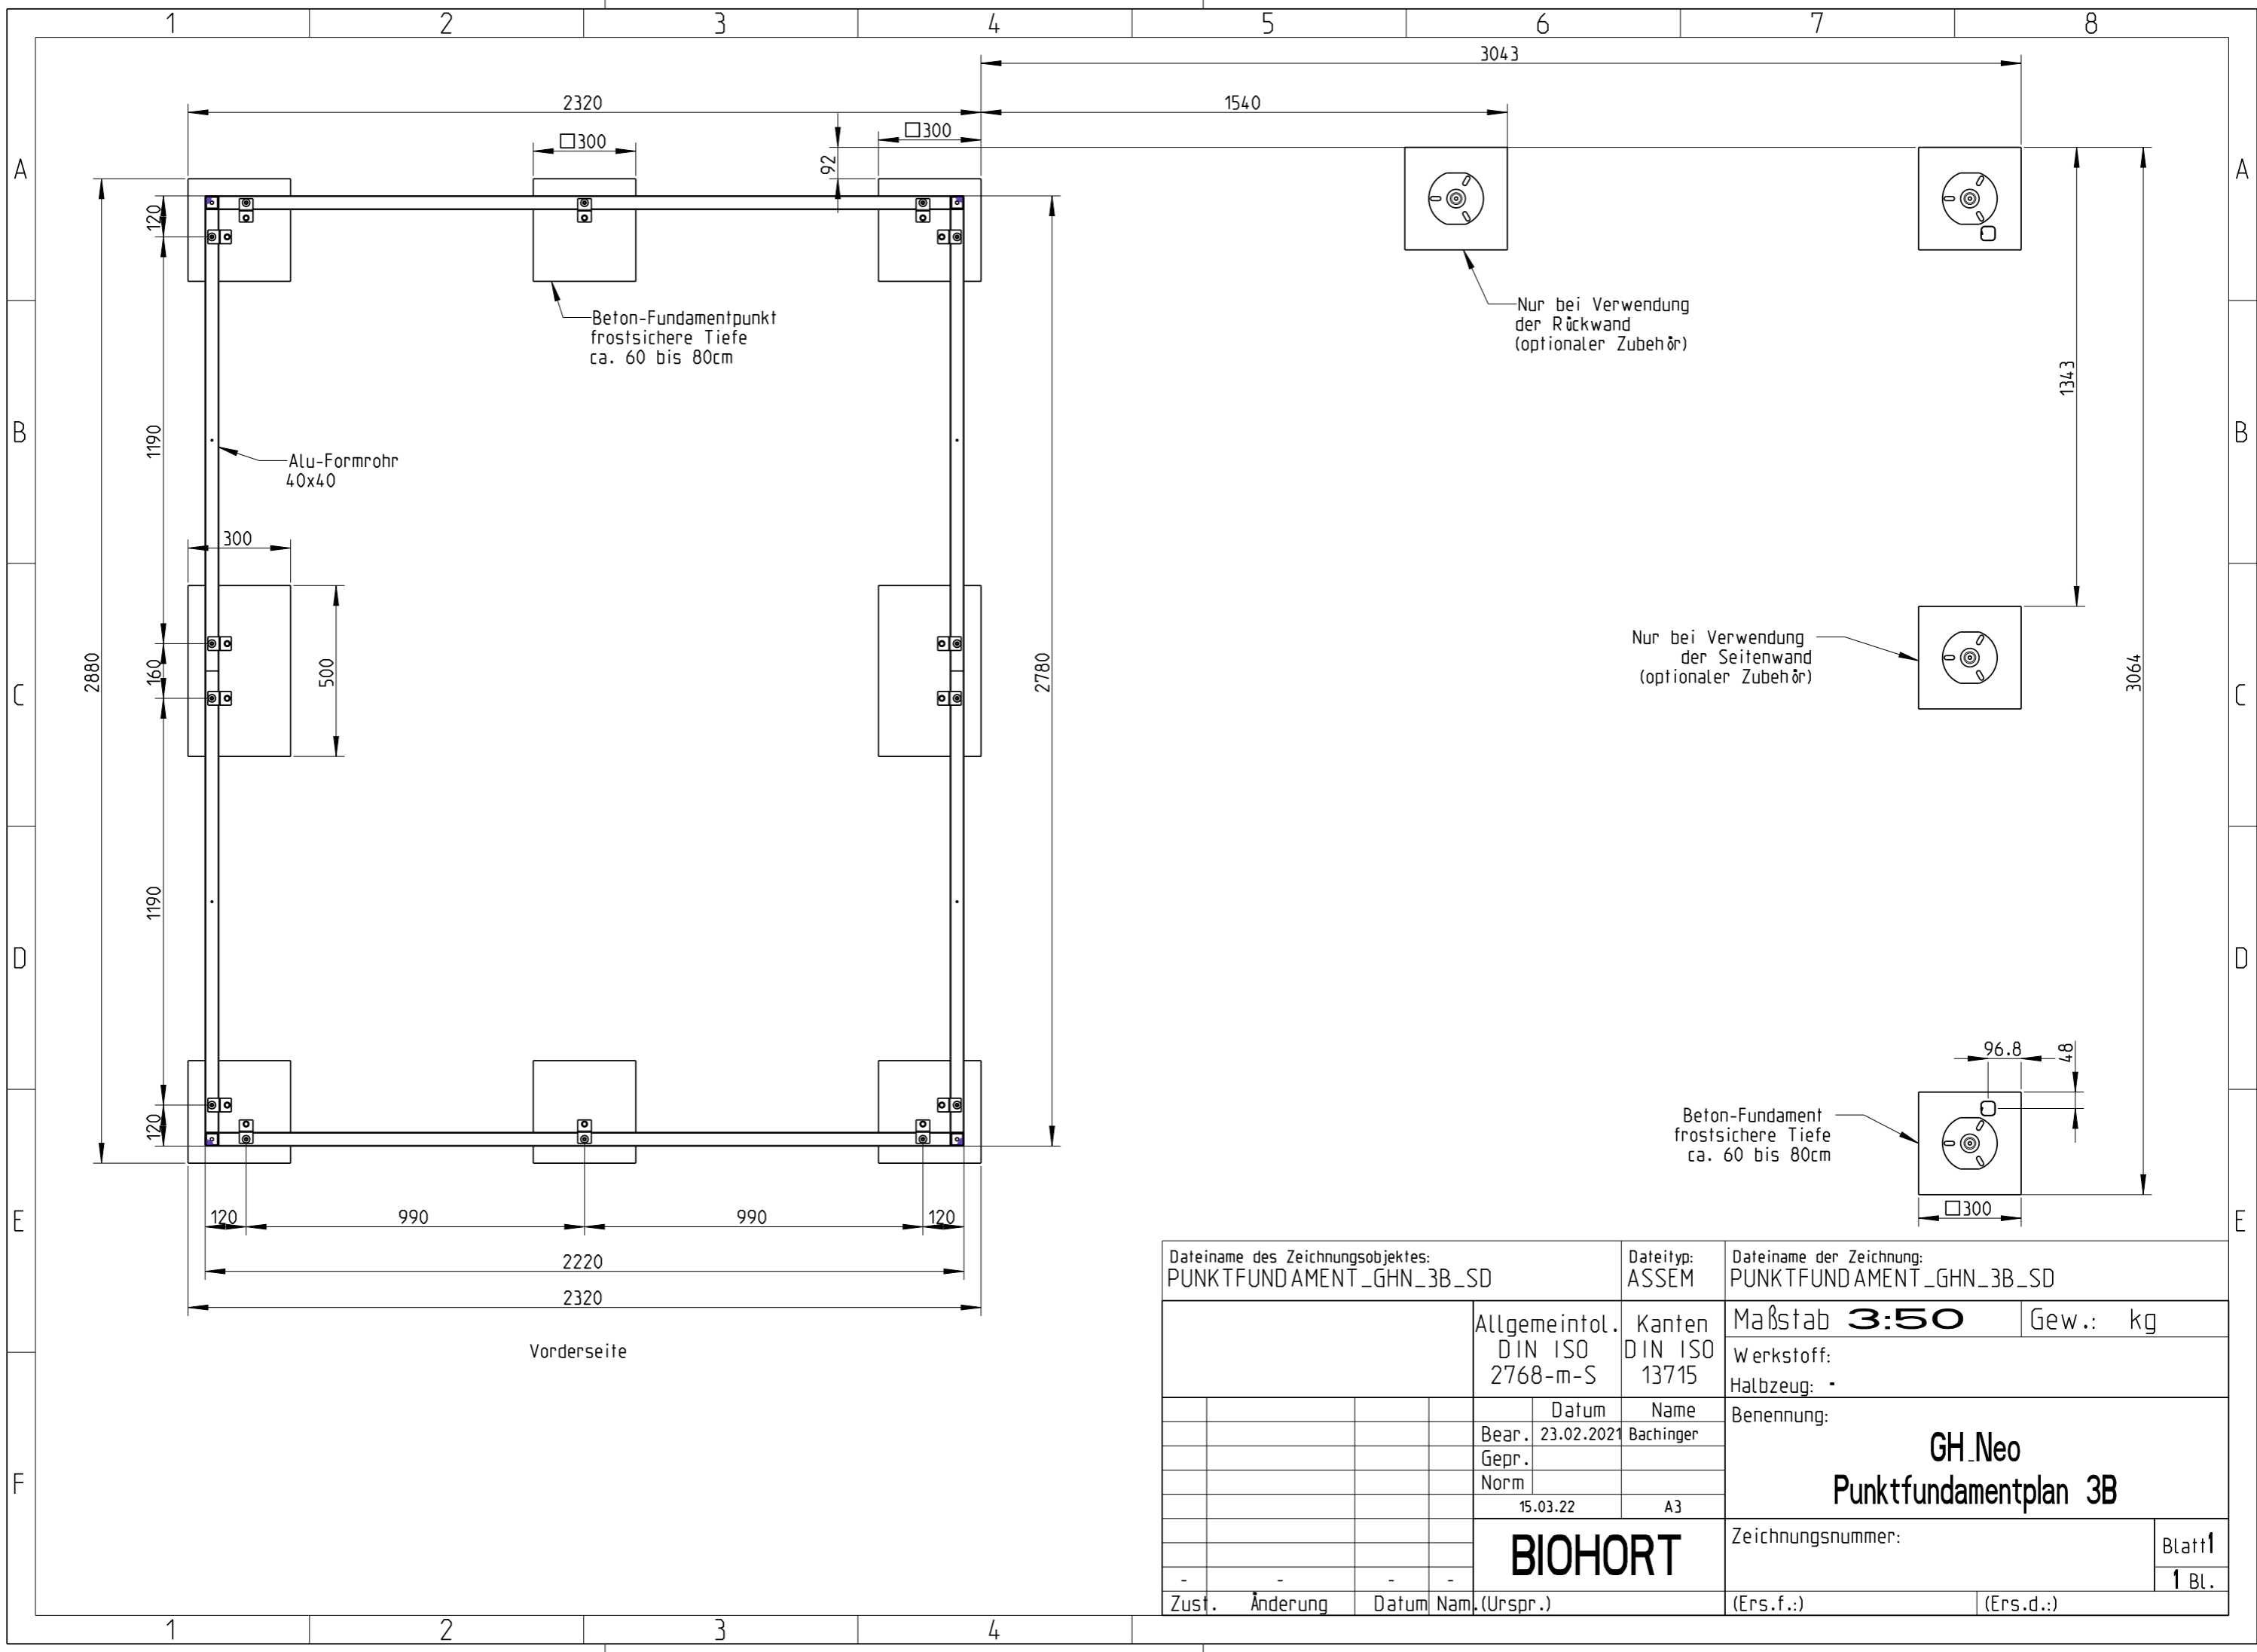 1 2 3 4 5 6 7 8
3043
2320
1540
□300
□300
92
A
A
120
Beton-Fundamentpunkt
frostsichere Tiefe
ca. 60 bis 80cm
Nur bei Verwendung
der Rückwand
(optionaler Zubehör)
1343
B
B
1190
Alu-Formrohr
40x40
300
500
2880
160
2780
Nur bei Verwendung
der Seitenwand
(optionaler Zubehör)
3064
C
C
1190
D
D
96.8
48
120
Beton-Fundament
frostsichere Tiefe
ca. 60 bis 80cm
□300
E
E
120 990 990 120
2220
2320
Vorderseite
F
Dateiname des Zeichnungsobjektes:
PUNKTFUNDAMENT_GHN_3B_SD
Dateityp:
ASSEM
Dateiname der Zeichnung:
PUNKTFUNDAMENT_GHN_3B_SD
Allgemeintol.
DIN ISO
2768-m-S
Kanten
DIN ISO
13715
Maßstab 3:50
Gew.: kg
Werkstoff:
Halbzeug: -
Datum Name
Bear. 23.02.2021 Bachinger
Gepr.
Norm
15.03.22 A3
Benennung:
GH_Neo
Punktfundamentplan 3B
BIOHORT
Zeichnungsnummer:
Blatt1
1 Bl.
- - - -
Zust. Änderung Datum Nam. (Urspr.) (Ers.f.:) (Ers.d.:)
1 2 3 4